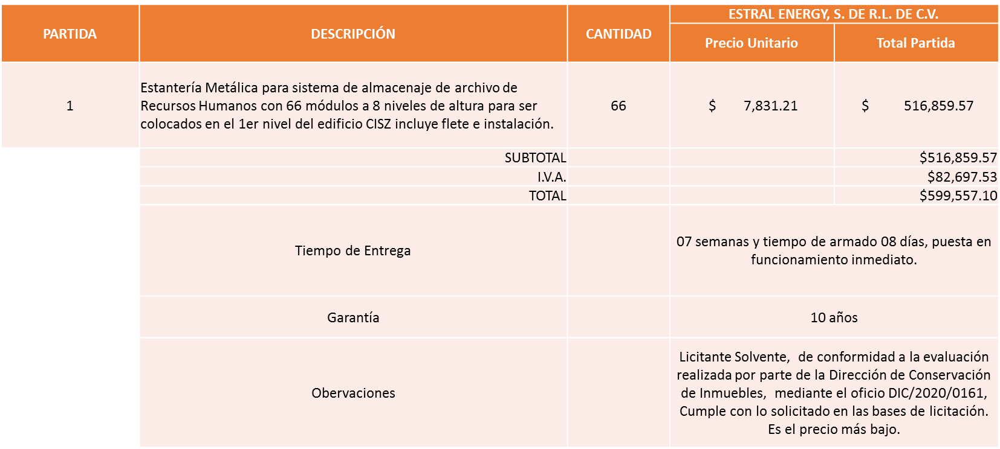 ESTRAL ENERGY, S. DE R.L. DE C.V.
PARTIDA DESCRIPCIÓN CANTIDAD Precio Unitario Total Partida
Estantería Metálica para sistema de almacenaje de archivo de
1 Recursos Humanos con 66 módulos a 8 niveles de altura para ser 66 $ 7,831.21 $ 516,859.57
colocados en el 1er nivel del edificio CISZ incluye flete e instalación.
SUBTOTAL $516,859.57
I.V.A. $82,697.53
TOTAL $599,557.10
Tiempo de Entrega
07 semanas y tiempo de armado 08 días, puesta en
funcionamiento inmediato.
Garantía 10 años
Obervaciones
Licitante Solvente, de conformidad a la evaluación
realizada por parte de la Dirección de Conservación
de Inmuebles, mediante el oficio DIC/2020/0161,
Cumple con lo solicitado en las bases de licitación.
Es el precio más bajo.